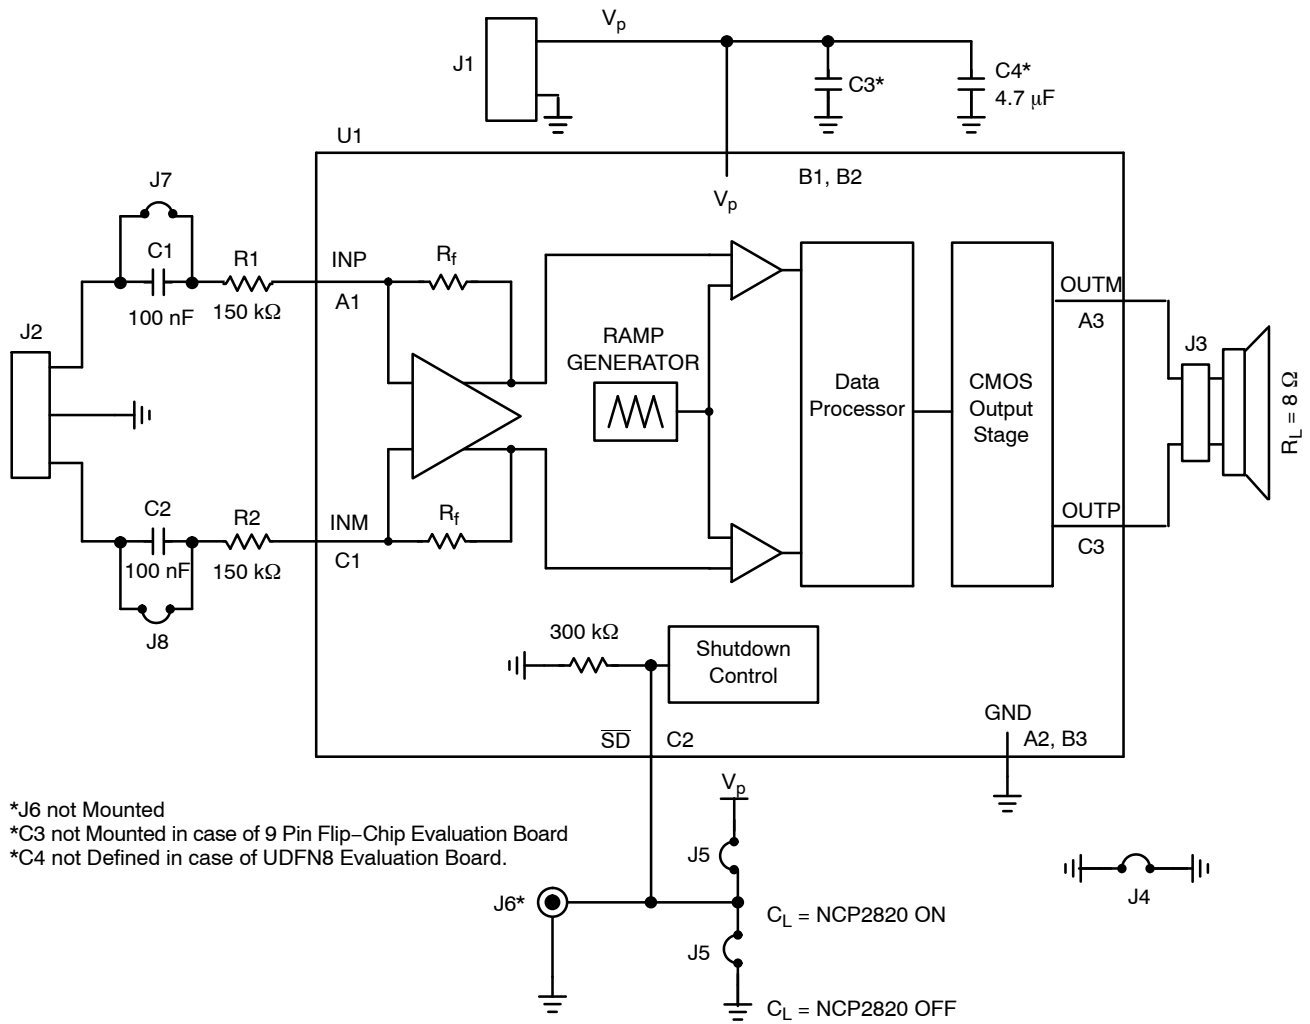 Vp
J1
C3*
C4*
4.7 μF
U1
B1, B2
Vp
J7
C1
100 nF
R1
150 kΩ
INP
A1
Rf
J2
RAMP
GENERATOR
Data
Processor
CMOS
Output
Stage
OUTM
A3
J3
RL = 8 Ω
OUTP
C3
C2
100 nF
J8
R2
150 kΩ
INM
C1
Rf
300 kΩ
Shutdown
Control
SD
C2
GND
A2, B3
Vp
*J6 not Mounted
*C3 not Mounted in case of 9 Pin Flip−Chip Evaluation Board
*C4 not Defined in case of UDFN8 Evaluation Board.
J5
J6*
CL = NCP2820 ON
J5
CL = NCP2820 OFF
J4